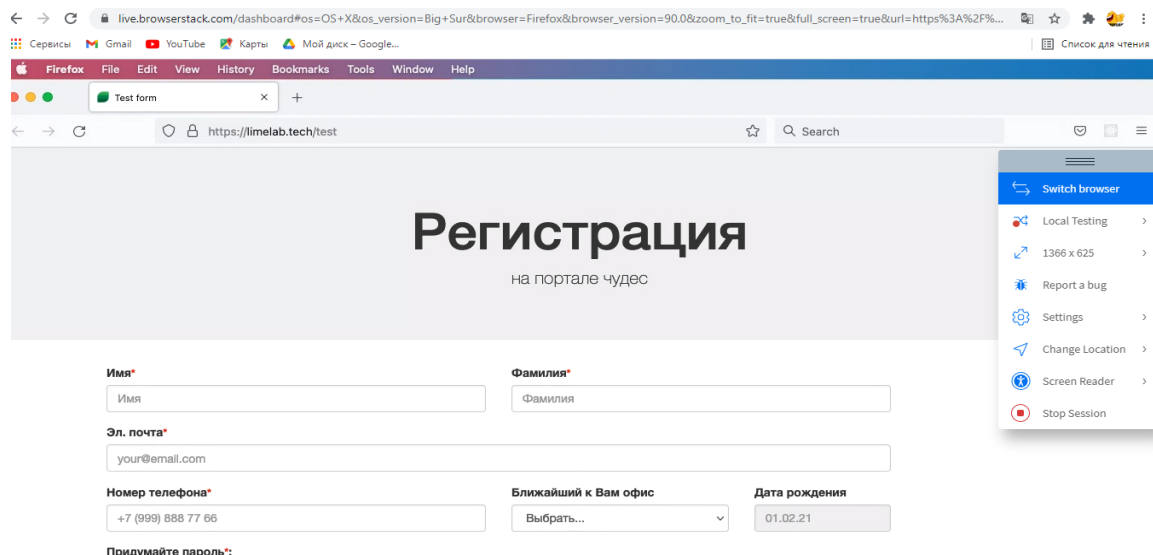 live.browserstack.com/dashboard#os=OS+X&os_version=Big+Sur&browser=Firefox&browser_version=90.0&zoom_to_fit=true&full_screen=true&url=https%3A%2F%...
Сервисы Gmail YouTube Карты Мой диск – Google... Список для чтения
Firefox File Edit View History Bookmarks Tools Window Help
Test form
https://limelab.tech/test Search
Switch browser
Local Testing
1366 x 625
Report a bug
Settings
Change Location
Screen Reader
Stop Session
Регистрация
на портале чудес
Имя* Фамилия*
Имя Фамилия
Эл. почта*
your@email.com
Номер телефона* Ближайший к Вам офис Дата рождения
+7 (999) 888 77 66 Выбрать... 01.02.21
Придумайте пароль*: